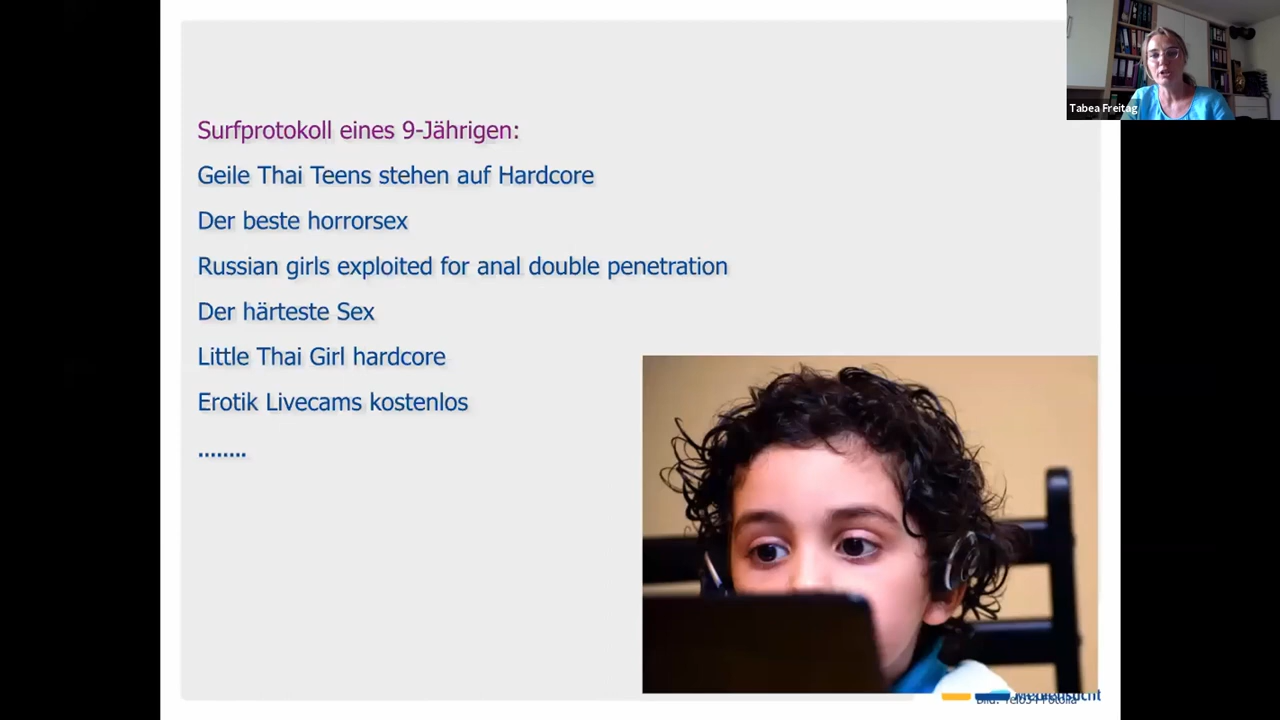 Tabea Freitag
Surfprotokoll eines 9-Jährigen:
Geile Thai Teens stehen auf Hardcore
Der beste horrorsex
Russian girls exploited for anal double penetration
Der härteste Sex
Little Thai Girl hardcore
Erotik Livecams kostenlos
........